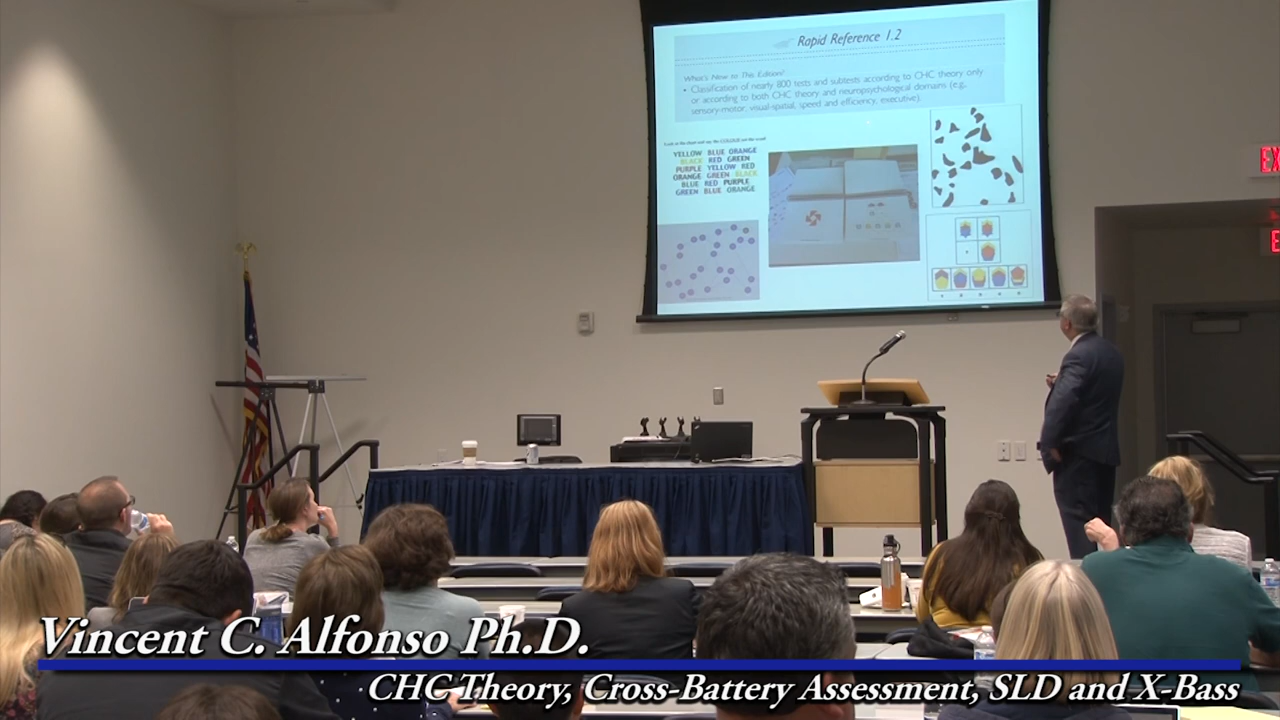 Rapid Reference 1.2
What's New to This Edition?
• Classification of nearly 800 tests and subtests according to CHC theory only
or according to both CHC theory and neuropsychological domains (e.g.,
sensory-motor, visual-spatial, speed and efficiency, executive).
YELLOW BLUE ORANGE
BLACK RED GREEN
PURPLE YELLOW RED
ORANGE GREEN BLACK
BLUE RED PURPLE
GREEN BLUE ORANGE
EX
E
Vincent C. Alfonso Ph.D.
CHC Theory, Cross-Battery Assessment, SLD and X-Bass